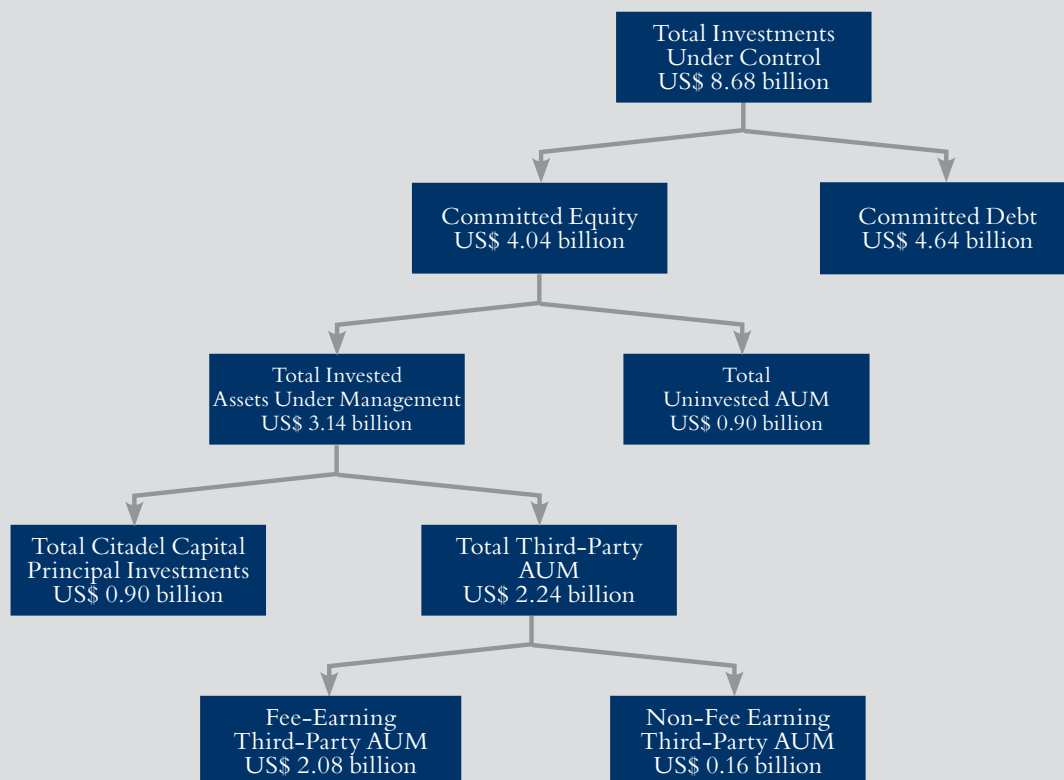 Total Investments
Under Control
US$ 8.68 billion
Committed Equity
US$ 4.04 billion
Committed Debt
US$ 4.64 billion
Total Invested
Assets Under Management
US$ 3.14 billion
Total
Uninvested AUM
US$ 0.90 billion
Total Citadel Capital
Principal Investments
US$ 0.90 billion
Total Third-Party
AUM
US$ 2.24 billion
Fee-Earning
Third-Party AUM
US$ 2.08 billion
Non-Fee Earning
Third-Party AUM
US$ 0.16 billion